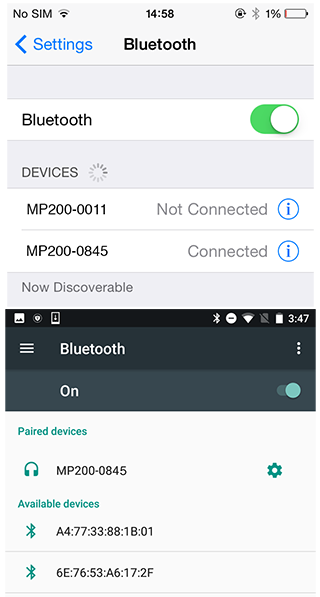 No SIM 14:58 1%
Settings Bluetooth
Bluetooth
DEVICES
MP200-0011 Not Connected
MP200-0845 Connected
Now Discoverable
3:47
Bluetooth
On
Paired devices
MP200-0845
Available devices
A4:77:33:88:1B:01
6E:76:53:A6:17:2F